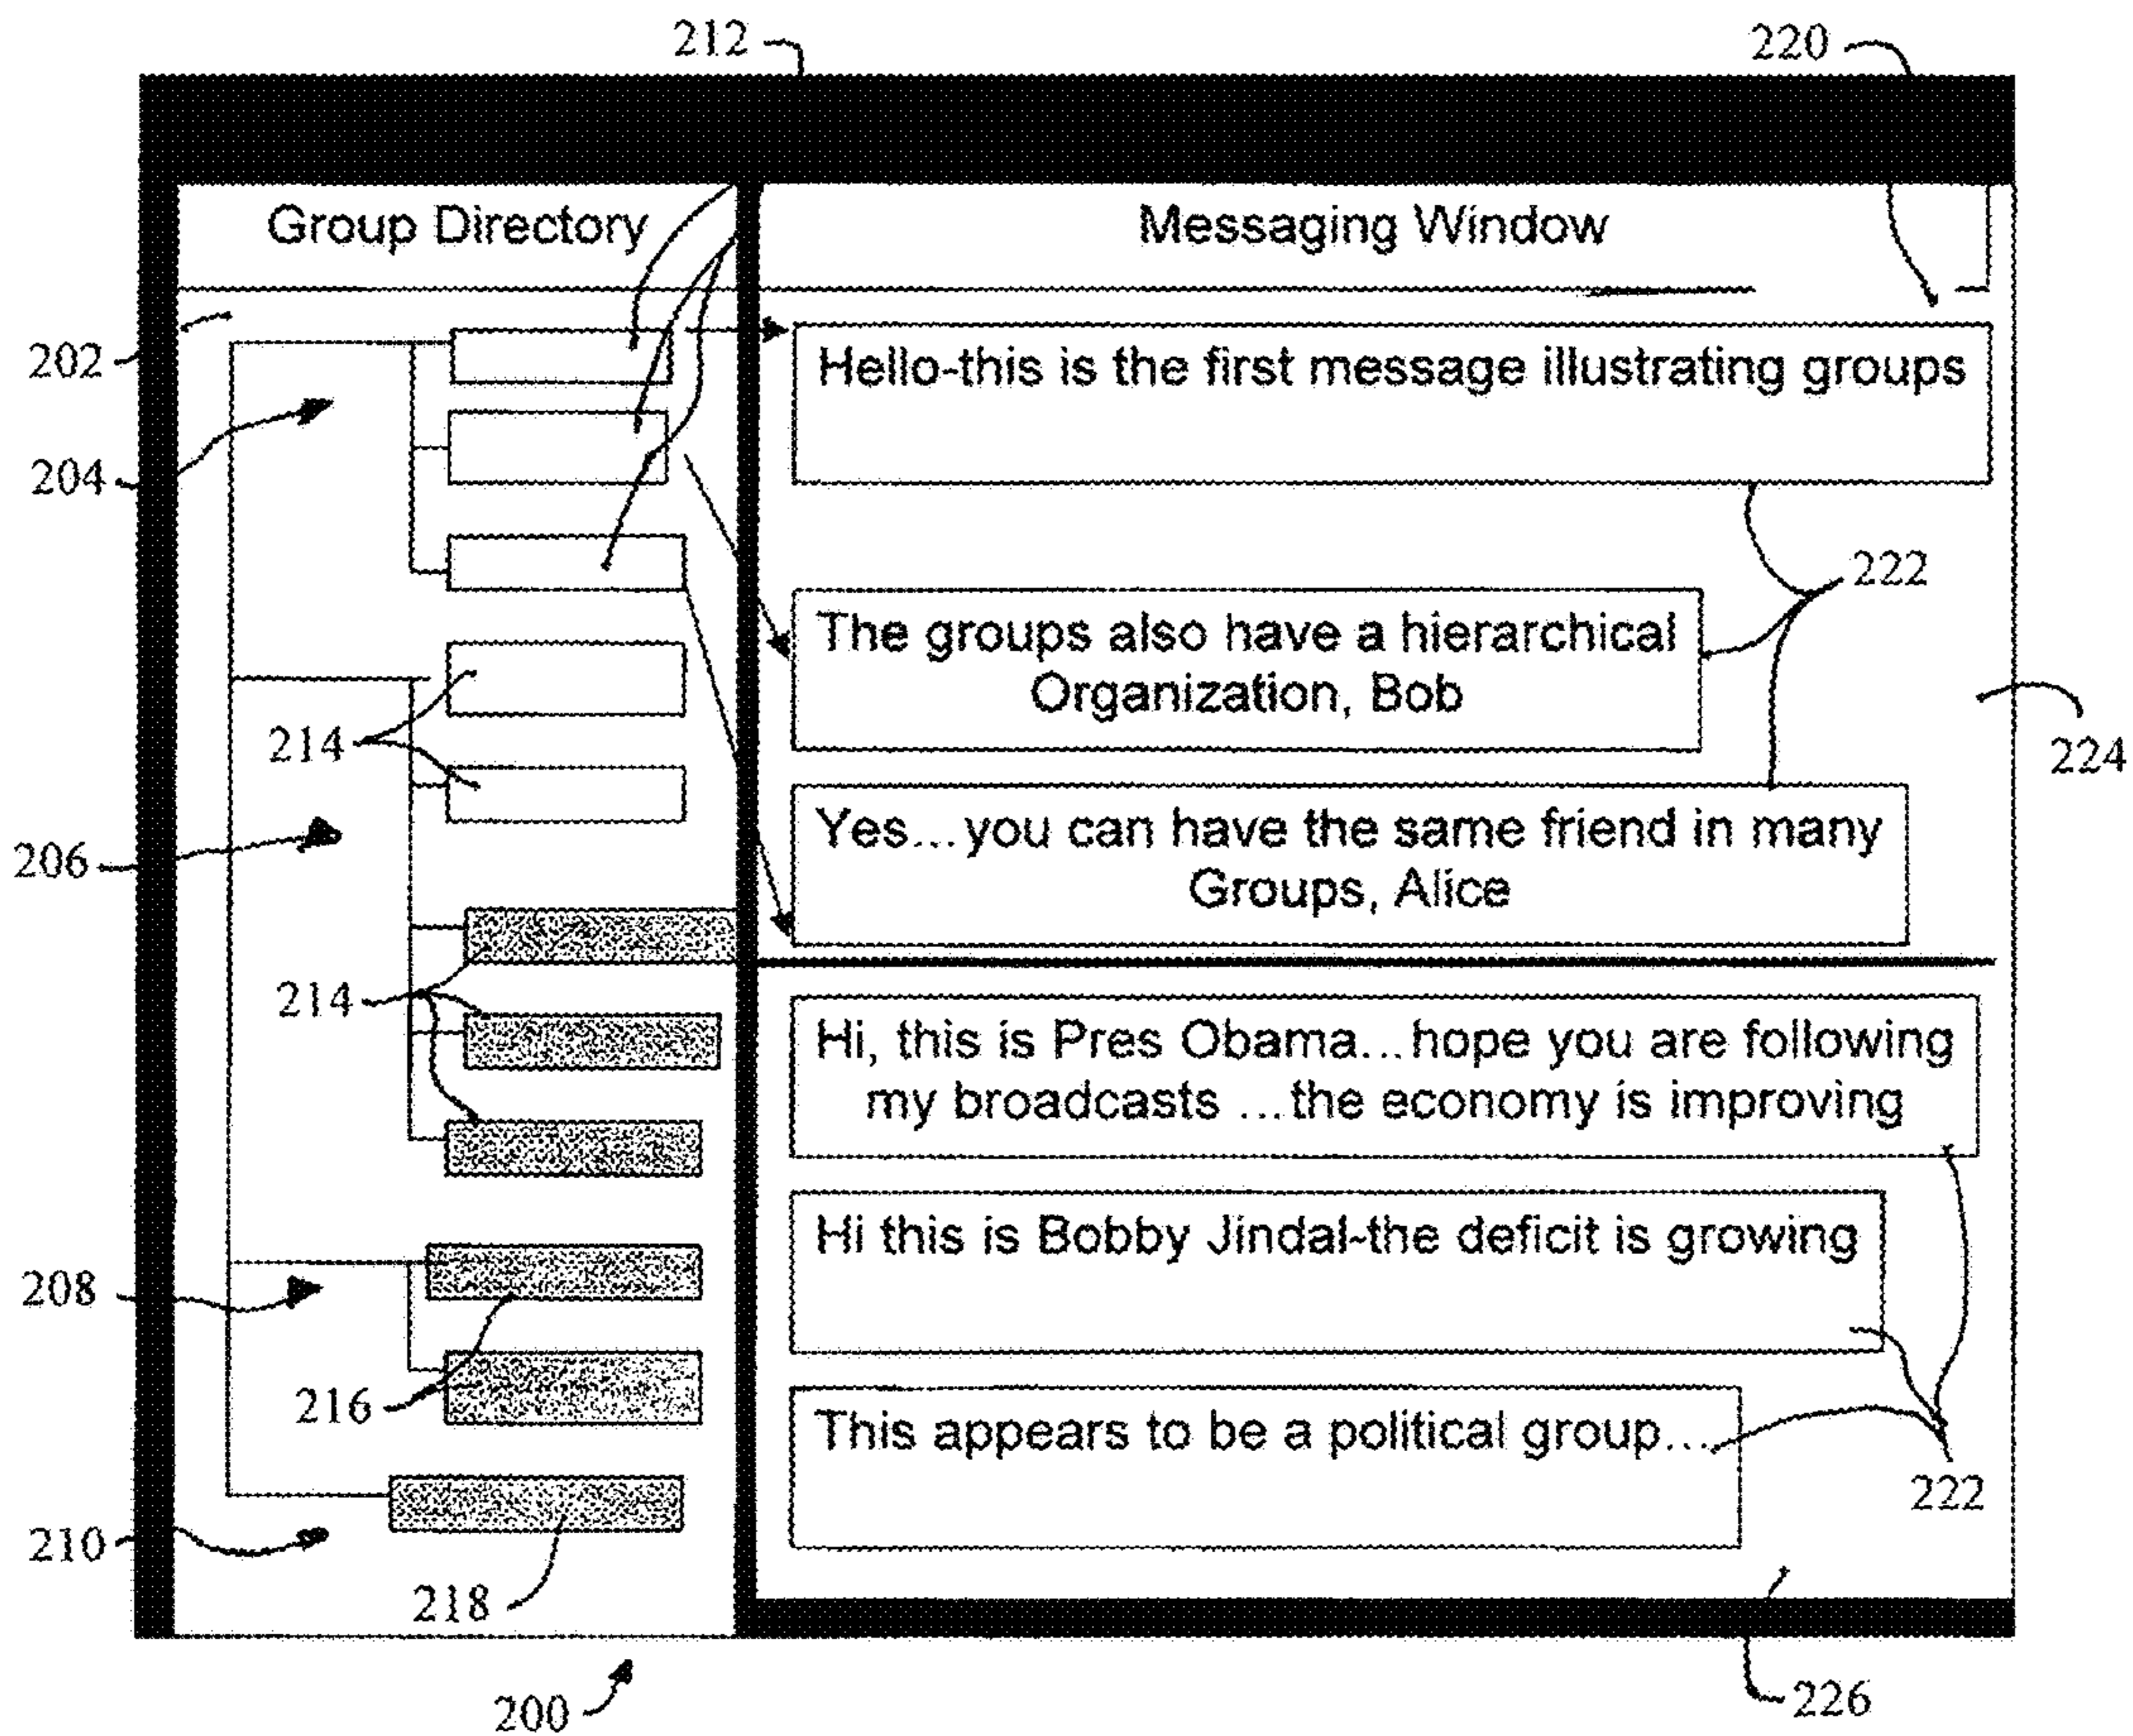 212
220
Group Directory
Messaging Window
202
Hello-this is the first message illustrating groups
204
222
The groups also have a hierarchical
Organization, Bob
214
224
Yes...you can have the same friend in many
Groups, Alice
206
214
Hi, this is Pres Obama...hope you are following
my broadcasts ...the economy is improving
Hi this is Bobby Jindal-the deficit is growing
208
216
This appears to be a political group...
222
210
218
200
226